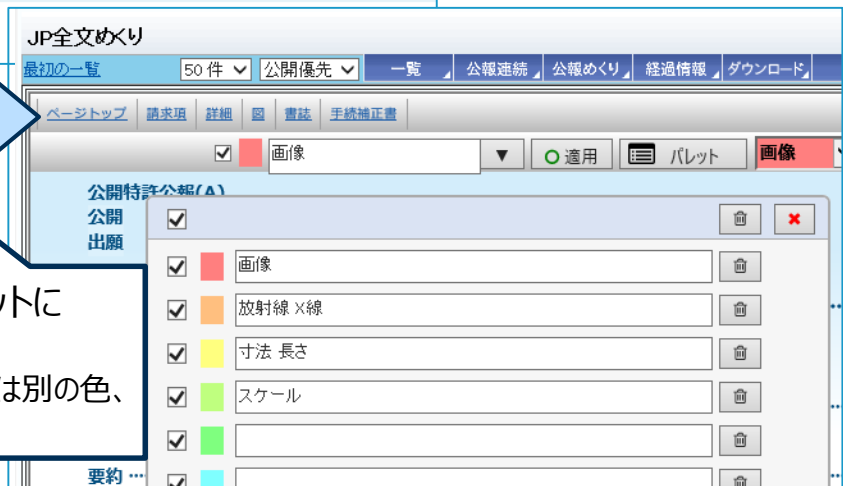 JP全文めくり
最初の一覧 50 件 公開優先 一覧 公報連続 公報めくり 経過情報 ダウンロード
ページトップ 請求項 詳細 図 書誌 手続補正書
画像 ▼ 適用 パレット 画像
公開特許公報(A)
公開
出願
画像
放射線 X線
寸法 長さ
スケール
ットに
は別の色、
要約 ‥‥